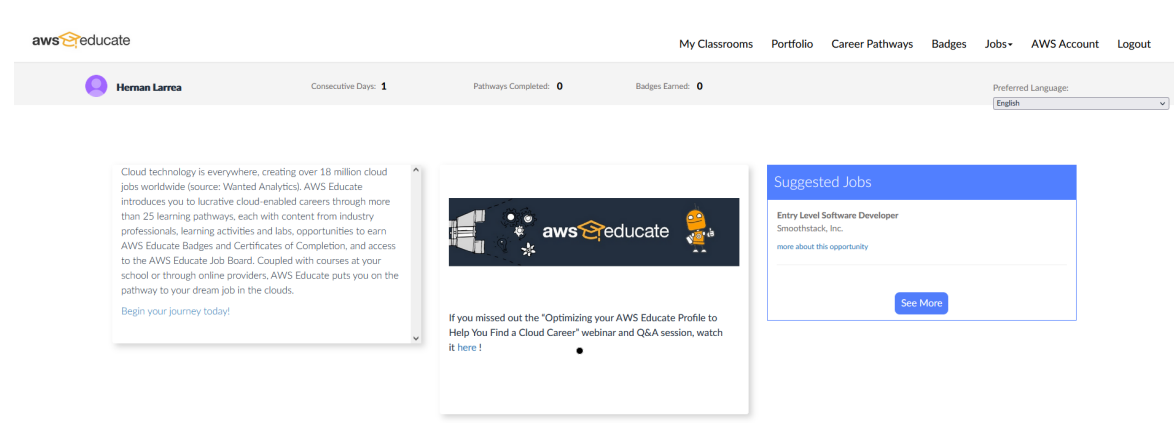 aws educate
My Classrooms Portfolio Career Pathways Badges Jobs AWS Account Logout
Hernan Larrea Consecutive Days: 1 Pathways Completed: 0 Badges Earned: 0 Preferred Language:
English
Cloud technology is everywhere, creating over 18 million cloud
jobs worldwide (source: Wanted Analytics). AWS Educate
introduces you to lucrative cloud-enabled careers through more
than 25 learning pathways, each with content from industry
professionals, learning activities and labs, opportunities to earn
AWS Educate Badges and Certificates of Completion, and access
to the AWS Educate Job Board. Coupled with courses at your
school or through online providers, AWS Educate puts you on the
pathway to your dream job in the clouds.
Begin your journey today!
aws educate
If you missed out the "Optimizing your AWS Educate Profile to
Help You Find a Cloud Career" webinar and Q&A session, watch
it here !
Suggested Jobs
Entry Level Software Developer
Smoothstack, Inc.
more about this opportunity
See More